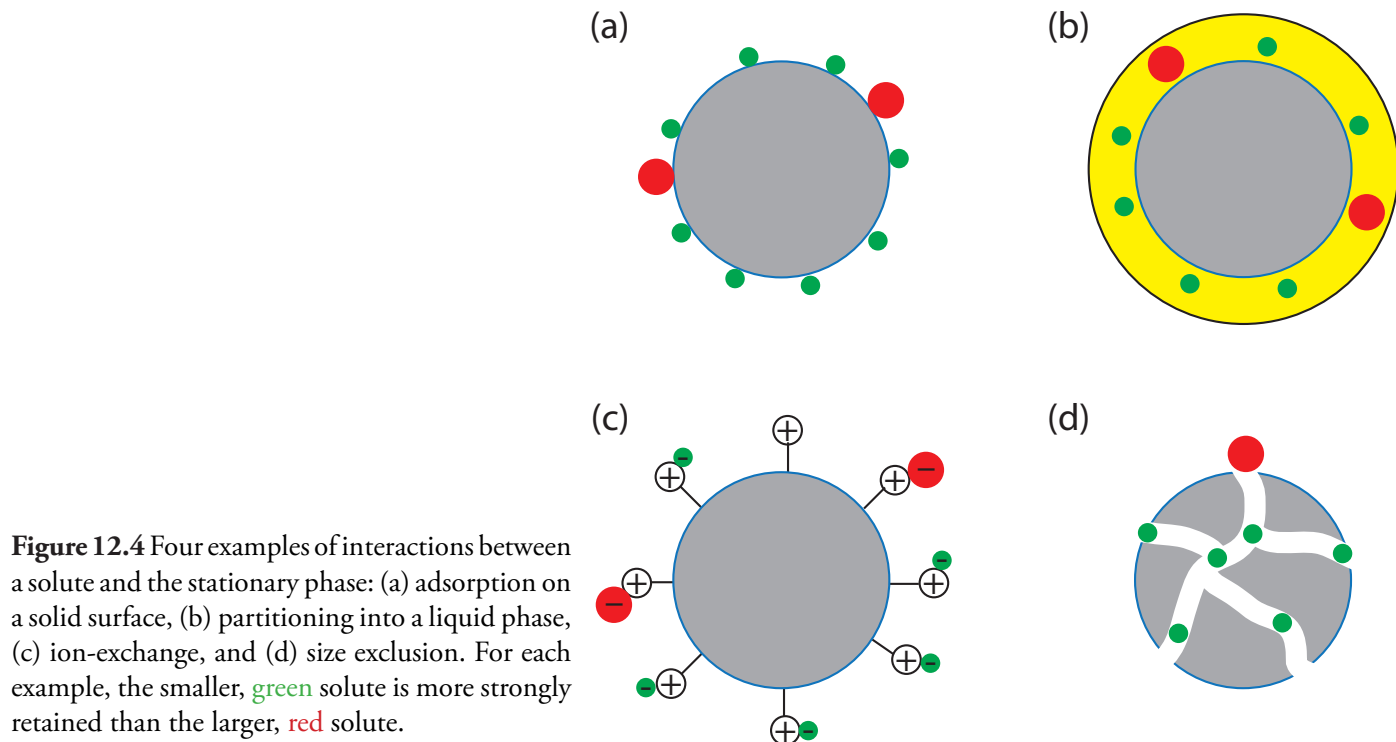 (a)
(b)
(c)
(d)
+
+
-
+
−
+
−
+
-
+
-
+
-
+
-
Figure 12.4 Four examples of interactions between
a solute and the stationary phase: (a) adsorption on
a solid surface, (b) partitioning into a liquid phase,
(c) ion-exchange, and (d) size exclusion. For each
example, the smaller, green solute is more strongly
retained than the larger, red solute.